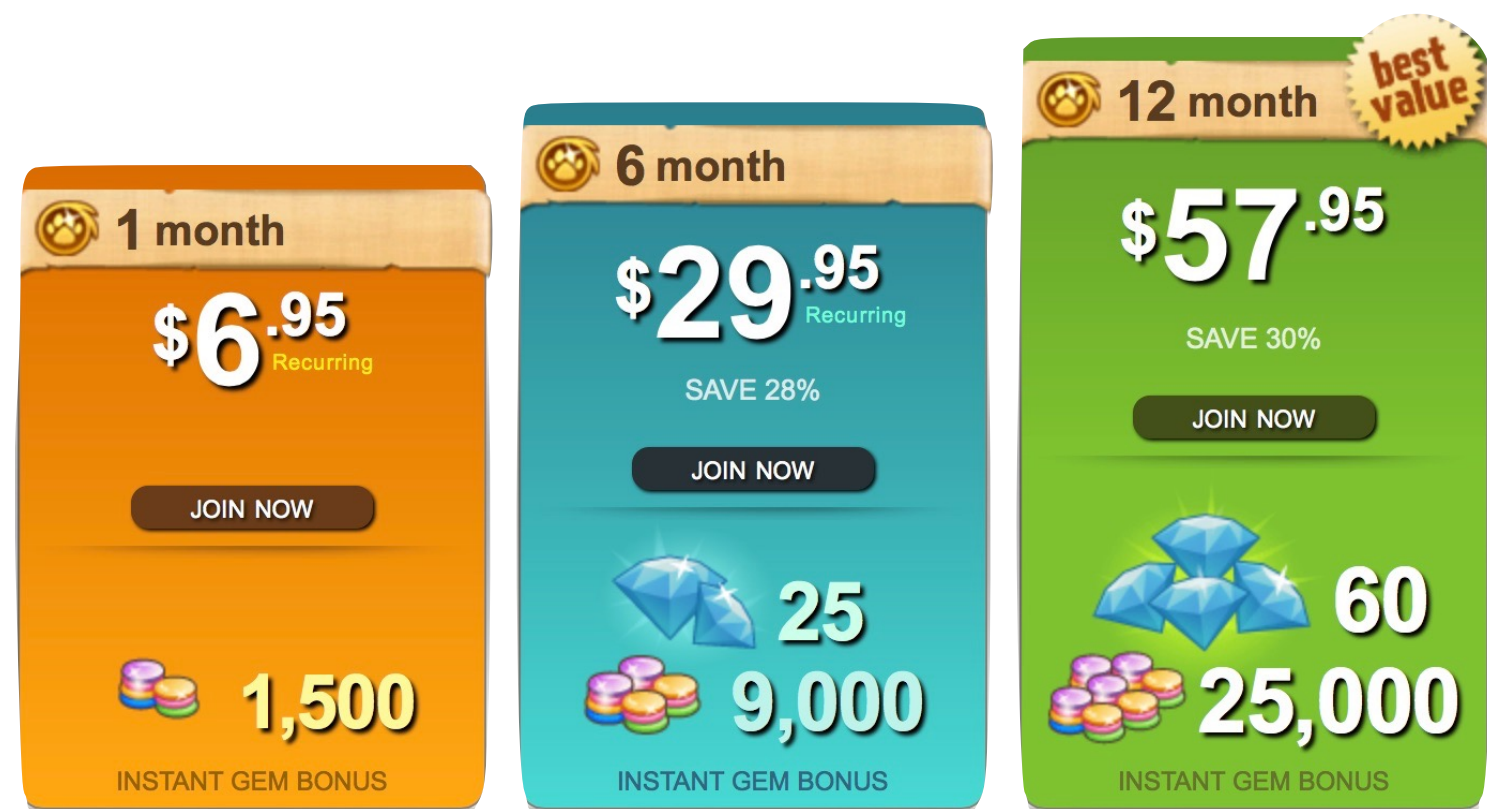 1 month
$6.95
Recurring
JOIN NOW
1,500
INSTANT GEM BONUS
6 month
$29.95
Recurring
SAVE 28%
JOIN NOW
25
9,000
INSTANT GEM BONUS
best
value
12 month
$57.95
SAVE 30%
JOIN NOW
60
25,000
INSTANT GEM BONUS